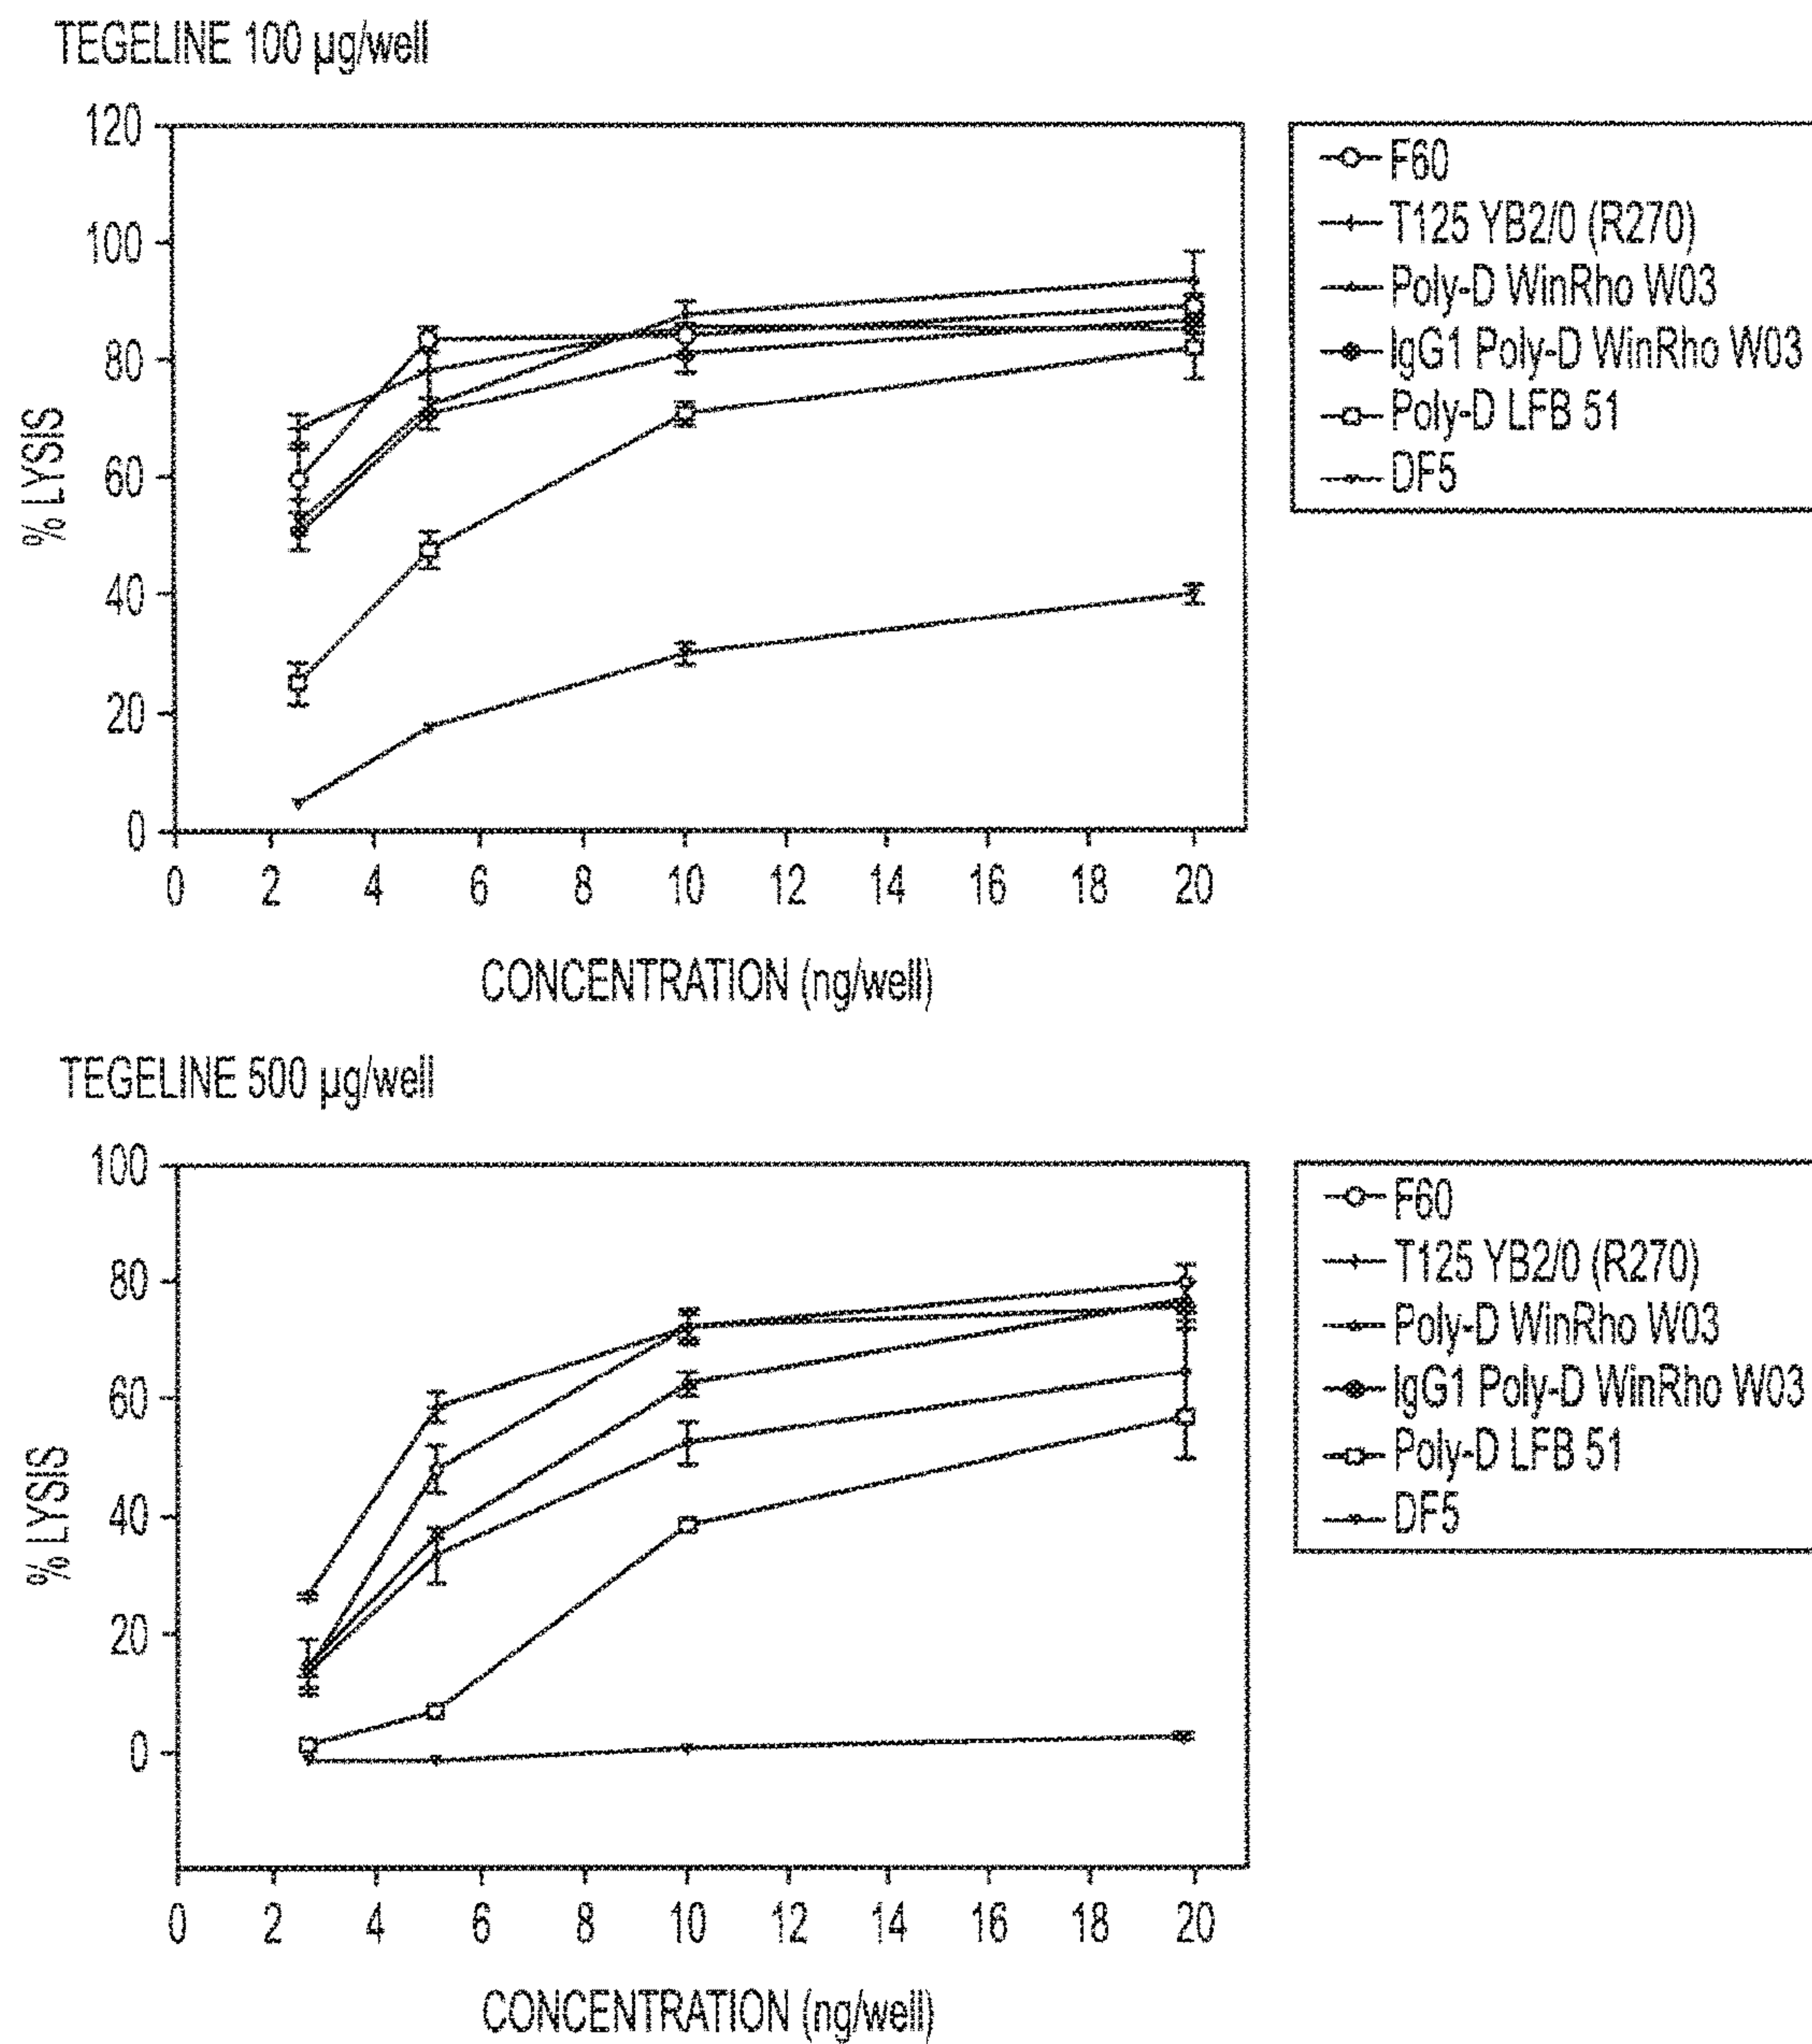 TEGELINE 100 µg/well
120
100
80
60
40
20
0
% LYSIS
0 2 4 6 8 10 12 14 16 18 20
CONCENTRATION (ng/well)
F60
T125 YB2/0 (R270)
Poly-D WinRho W03
IgG1 Poly-D WinRho W03
Poly-D LFB 51
DF5
TEGELINE 500 µg/well
100
80
60
40
20
0
% LYSIS
0 2 4 6 8 10 12 14 16 18 20
CONCENTRATION (ng/well)
F60
T125 YB2/0 (R270)
Poly-D WinRho W03
IgG1 Poly-D WinRho W03
Poly-D LFB 51
DF5